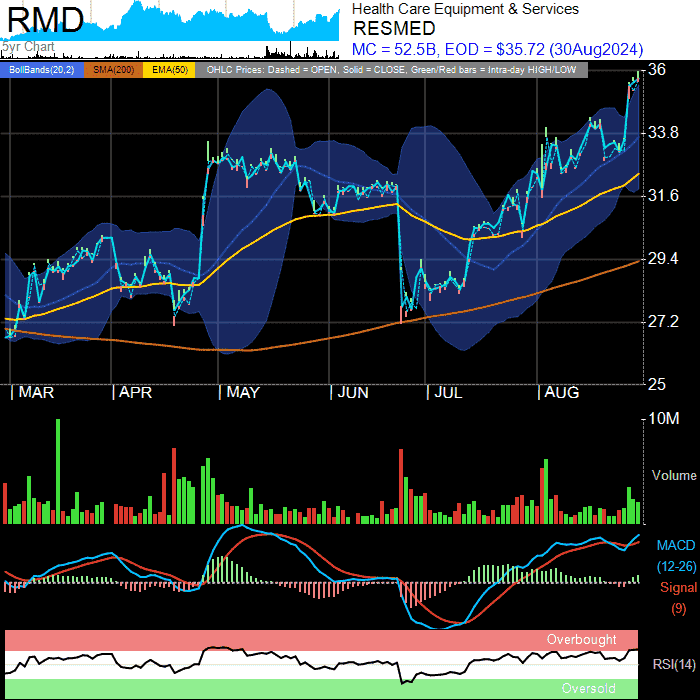 RMD
5yr Chart
Health Care Equipment & Services
RESMED
MC = 52.5B, EOD = $35.72 (30Aug2024)
BollBands(20,2) SMA(200) EMA(50) OHLC Prices: Dashed = OPEN, Solid = CLOSE, Green/Red bars = Intra-day HIGH/LOW
36
33.8
31.6
29.4
27.2
25
MAR APR MAY JUN JUL AUG
10M
Volume
MACD
(12-26)
Signal
(9)
Overbought
RSI(14)
Oversold